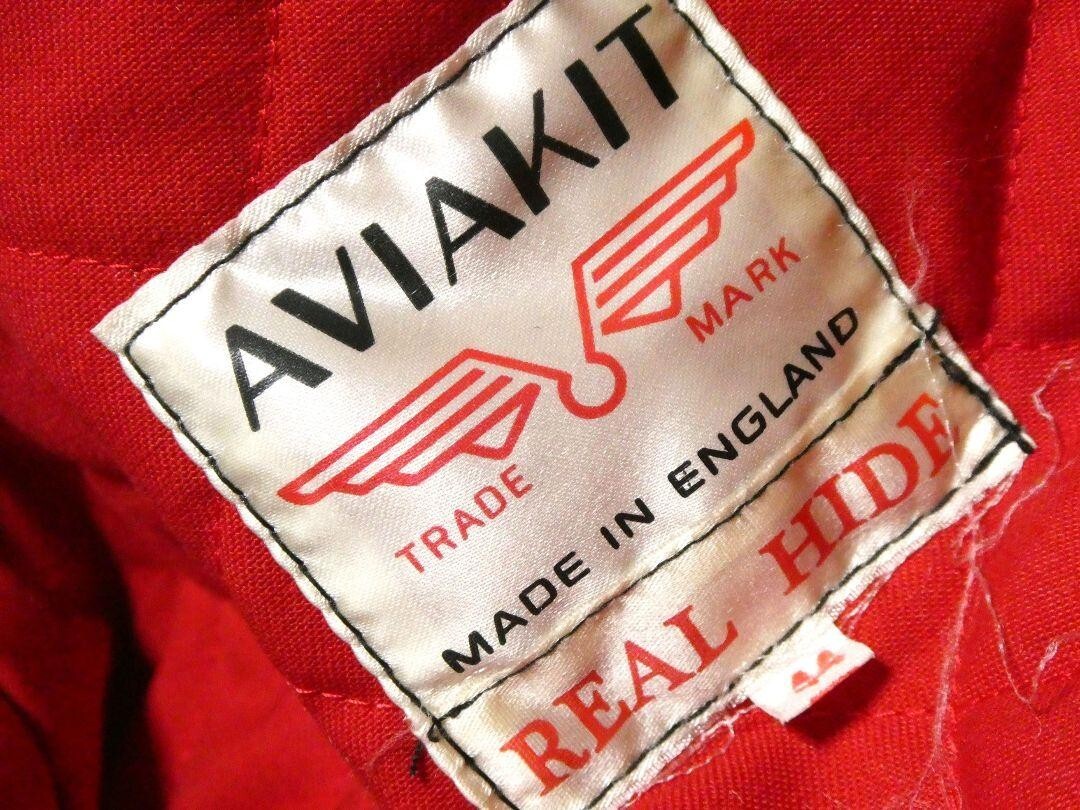 AVIAKIT
TRADE MARK
MADE IN ENGLAND
REAL HIDE
44